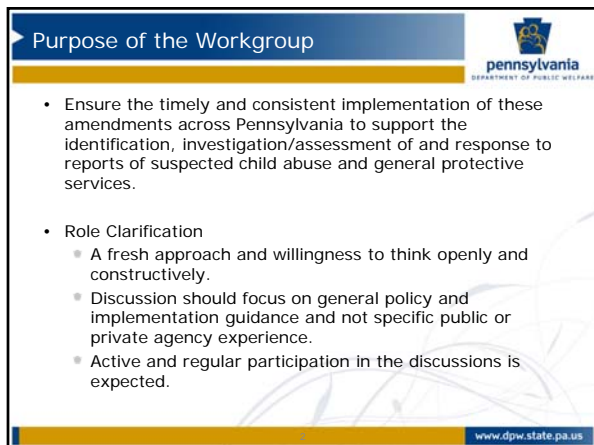 Purpose of the Workgroup
pennsylvania
DEPARTMENT OF PUBLIC WELFARE
• Ensure the timely and consistent implementation of these
amendments across Pennsylvania to support the
identification, investigation/assessment of and response to
reports of suspected child abuse and general protective
services.
• Role Clarification
A fresh approach and willingness to think openly and
constructively.
Discussion should focus on general policy and
implementation guidance and not specific public or
private agency experience.
Active and regular participation in the discussions is
expected.
2
www.dpw.state.pa.us